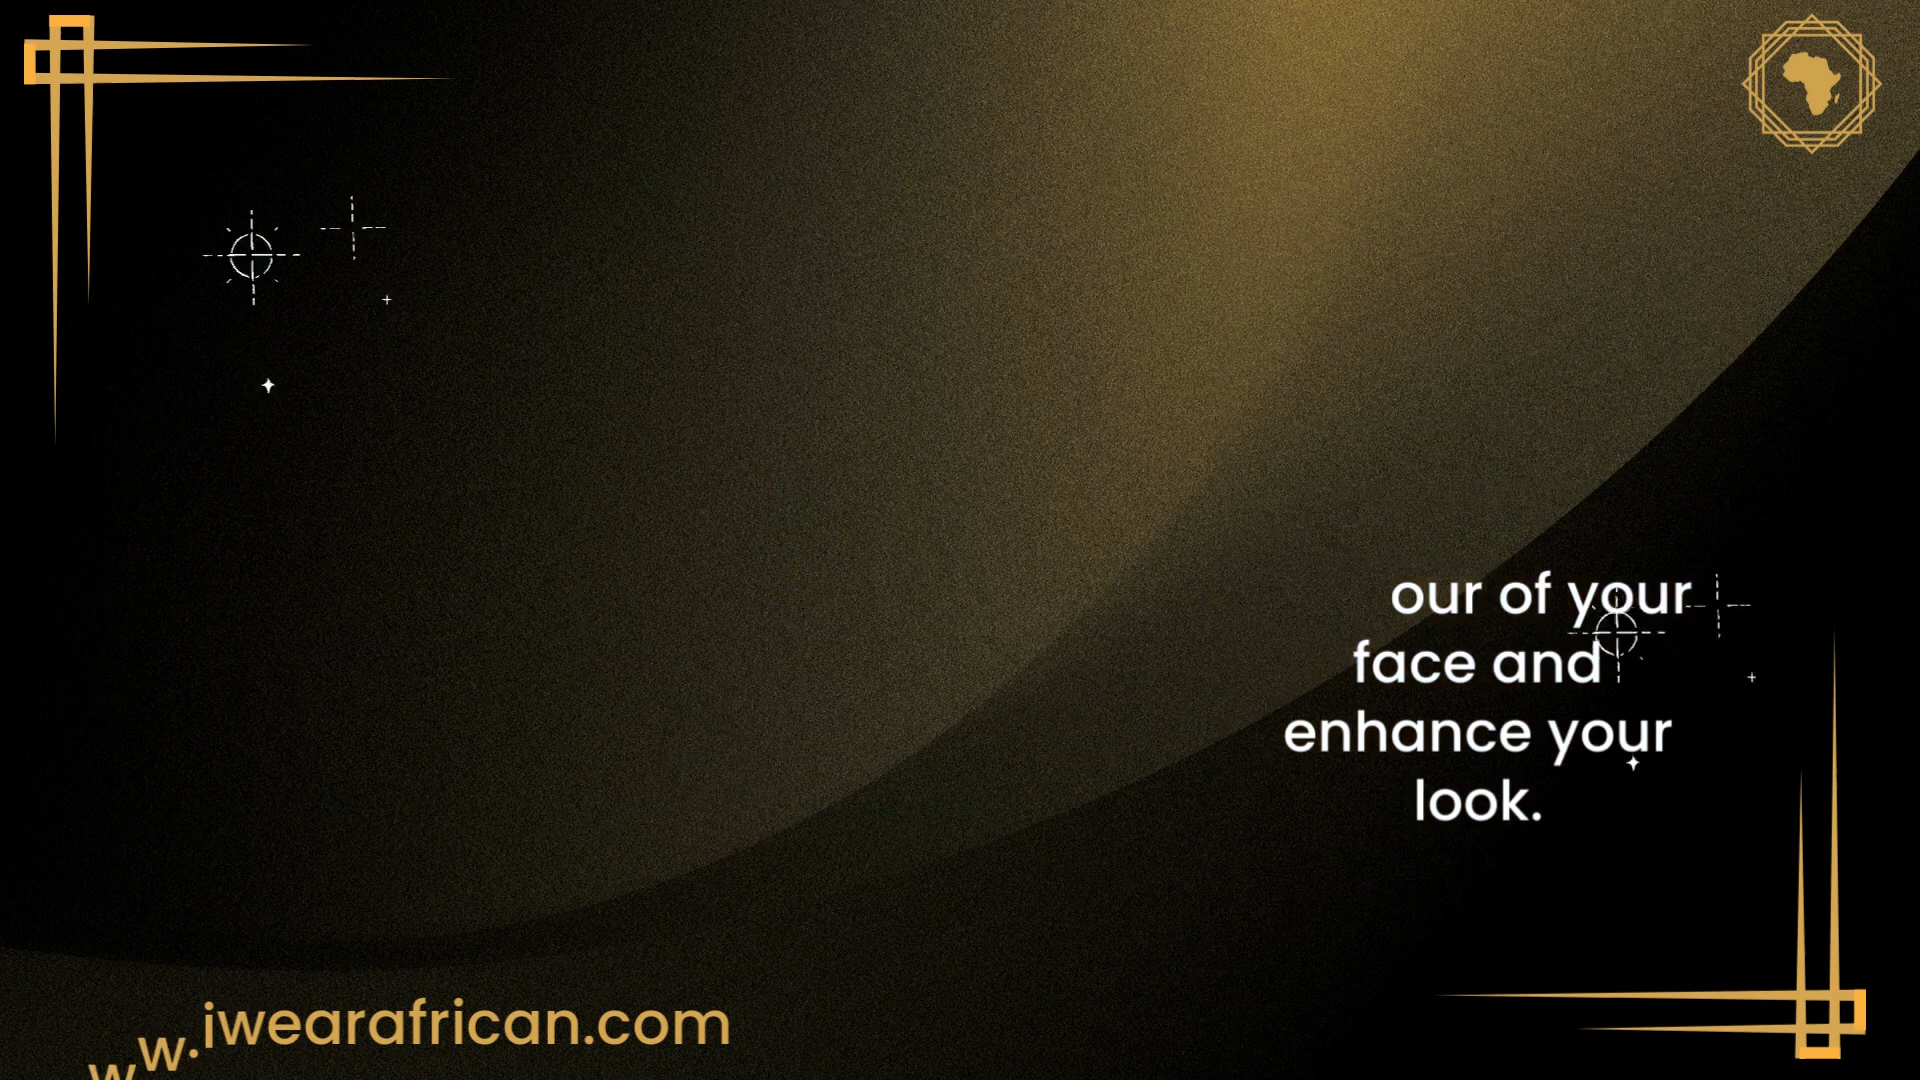 our of your
face and
enhance your
look.
w w.iwearafrican.com